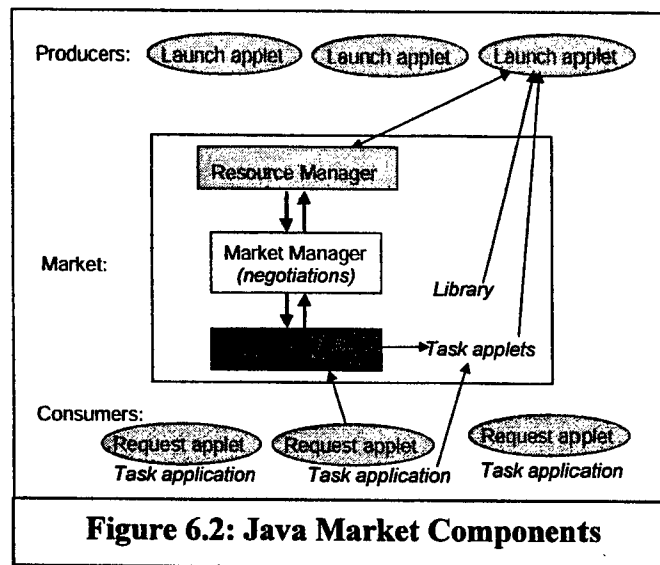 Producers: Launch applet Launch applet Launch applet
Resource Manager
Market Manager
(negotiations)
Market:
Library
Task applets
Consumers:
Request applet Request applet Request applet
Task application Task application Task application
Figure 6.2: Java Market Components